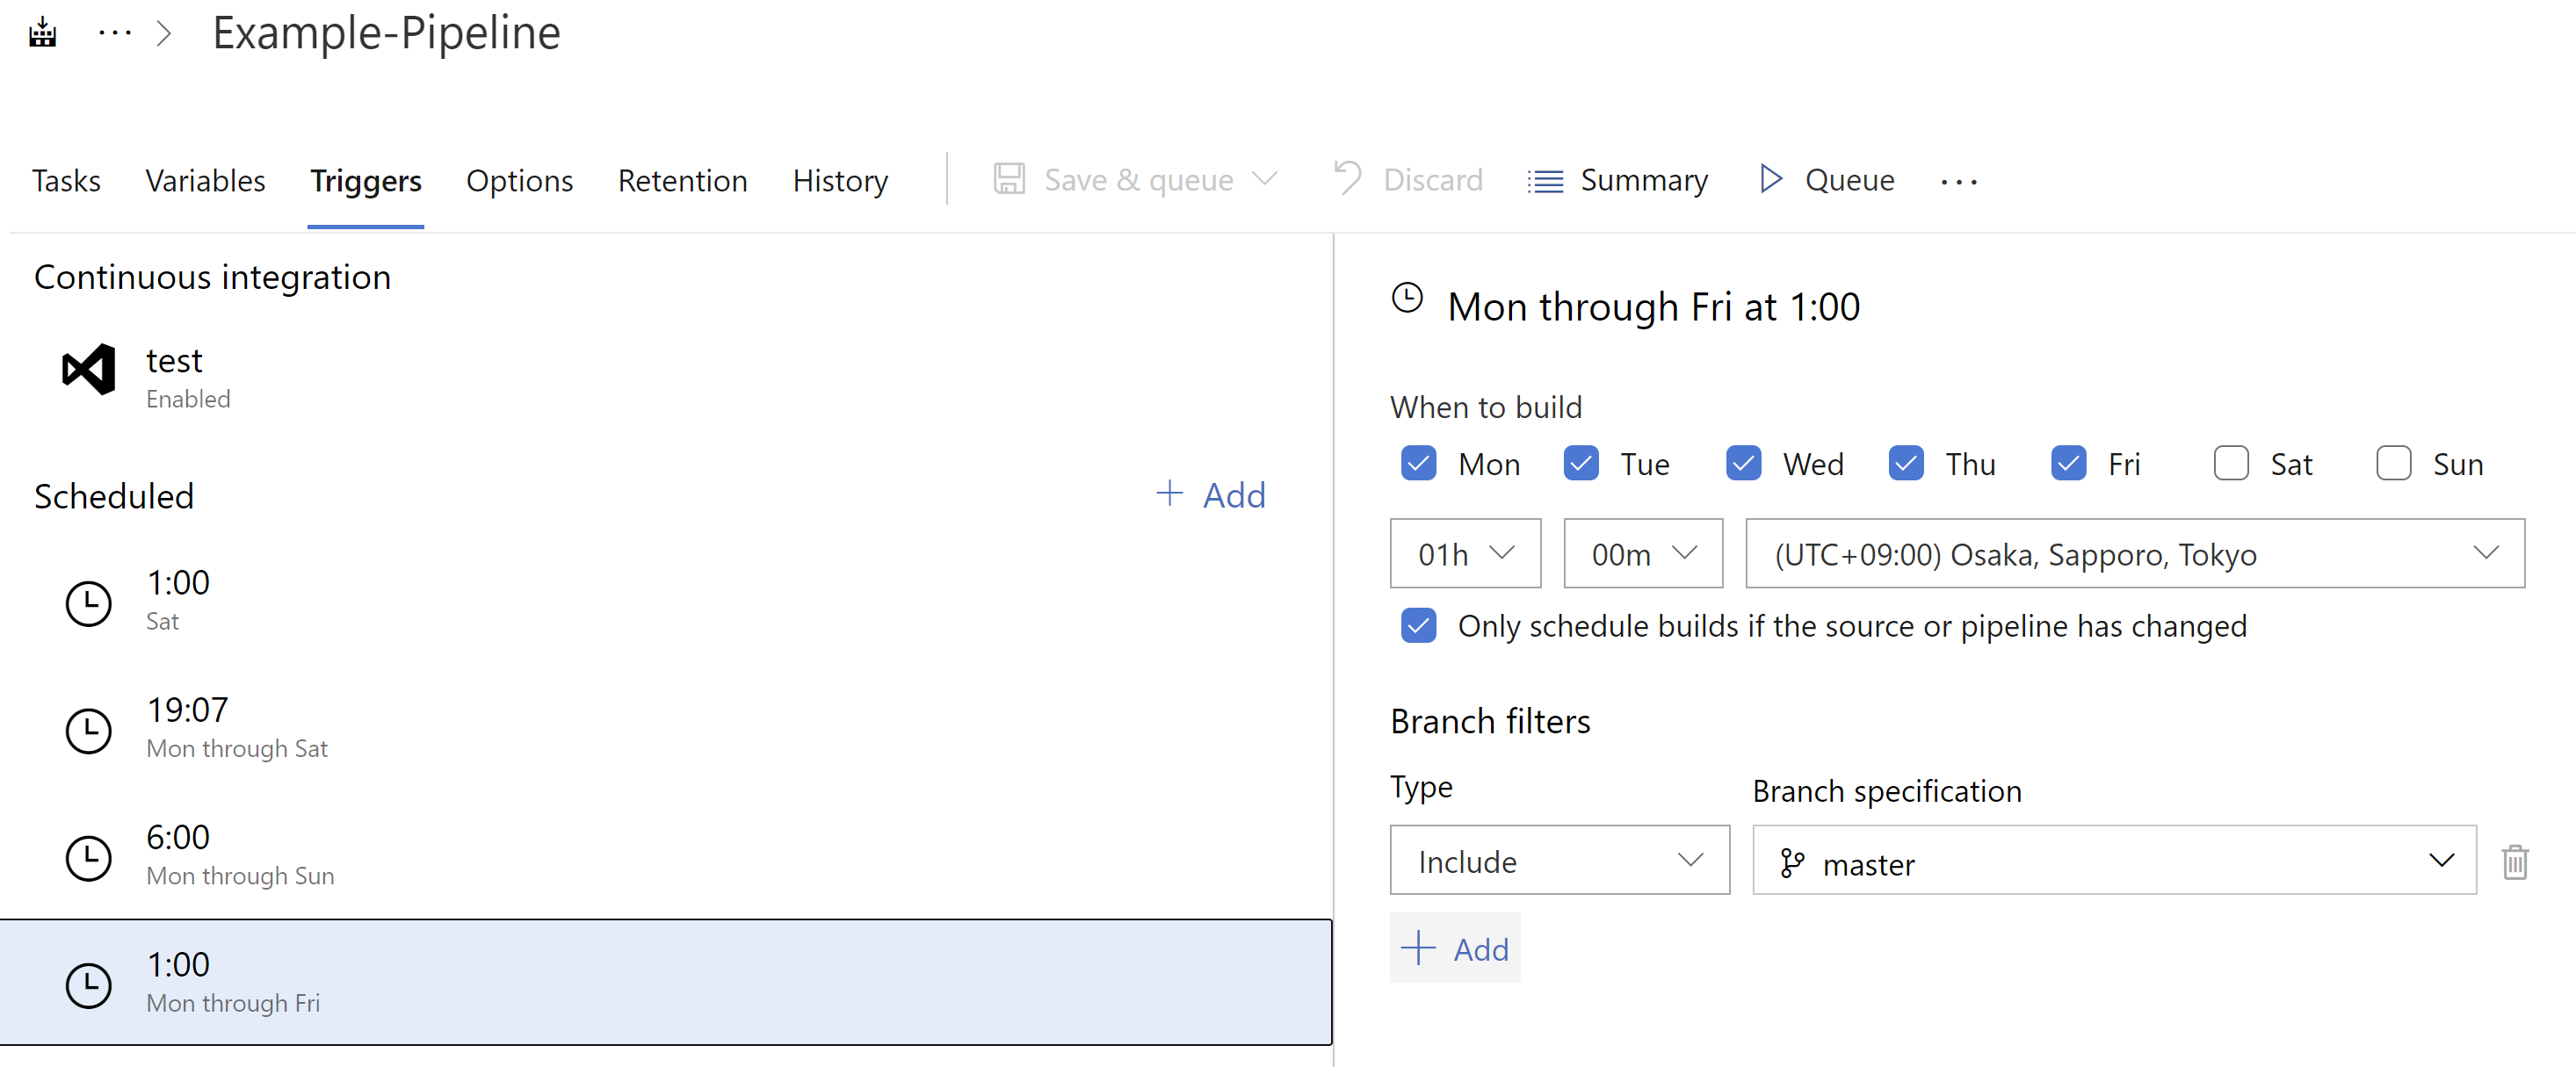 Example-Pipeline
Tasks Variables Triggers Options Retention History Save & queue Discard Summary Queue
Continuous integration
test
Enabled
Scheduled
+ Add
1:00
Sat
19:07
Mon through Sat
6:00
Mon through Sun
1:00
Mon through Fri
Mon through Fri at 1:00
When to build
Mon Tue Wed Thu Fri Sat Sun
01h 00m (UTC+09:00) Osaka, Sapporo, Tokyo
Only schedule builds if the source or pipeline has changed
Branch filters
Type Branch specification
Include master
+ Add